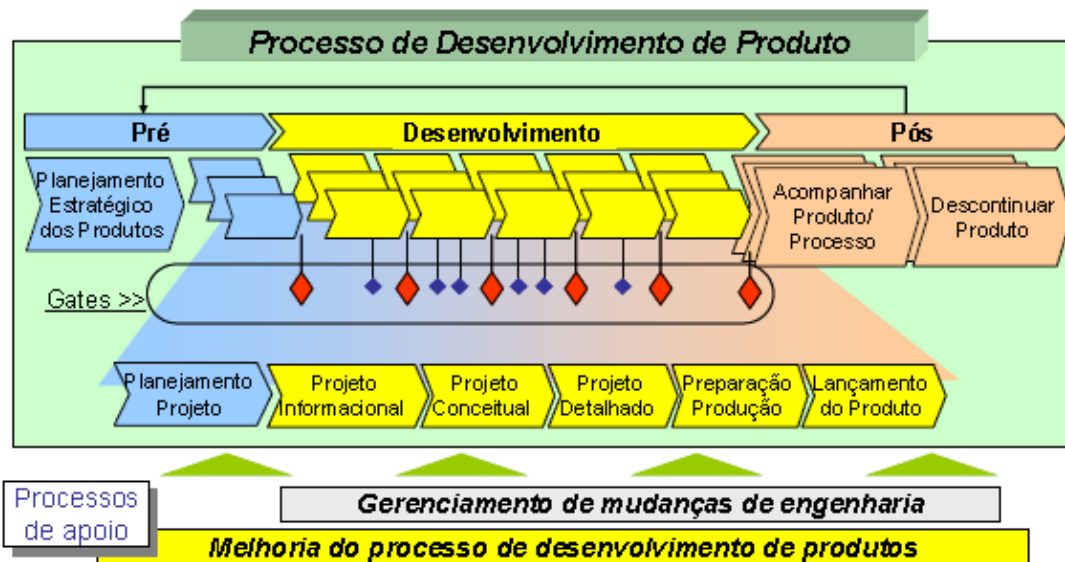 Processo de Desenvolvimento de Produto
Pré
Desenvolvimento
Pós
Planejamento
Estratégico
dos Produtos
Acompanhar
Produto/
Processo
Descontinuar
Produto
Gates >>
Planejamento
Projeto
Projeto
Informacional
Projeto
Conceitual
Projeto
Detalhado
Preparação
Produção
Lançamento
do Produto
Processos
de apoio
Gerenciamento de mudanças de engenharia
Melhoria do processo de desenvolvimento de produtos